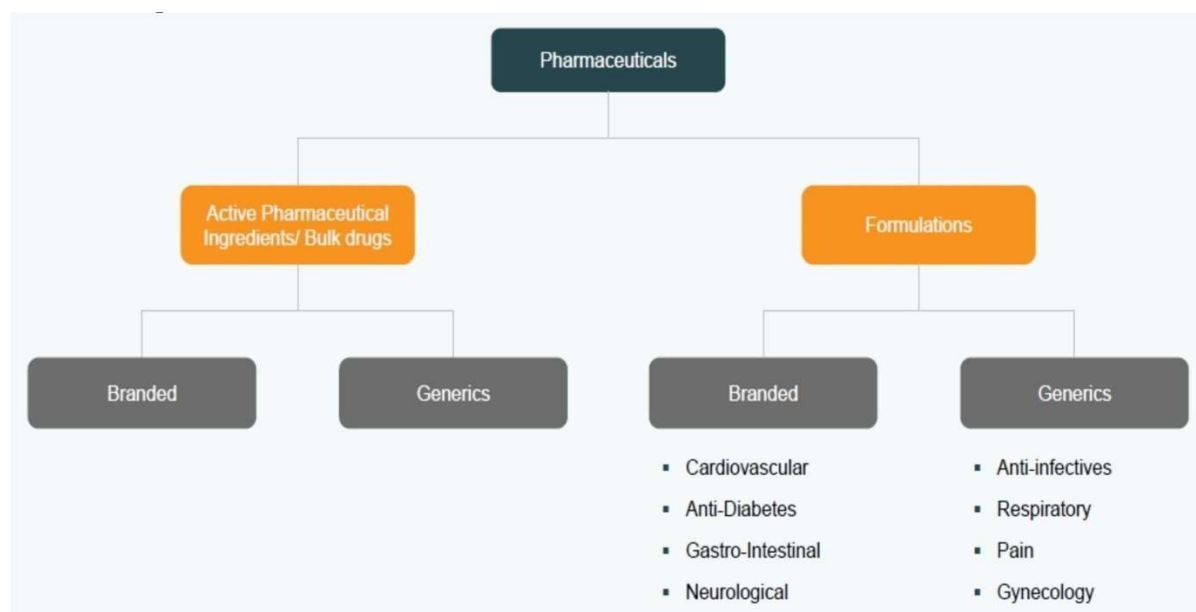 Pharmaceuticals
Active Pharmaceutical
Ingredients/ Bulk drugs
Formulations
Branded
Generics
Branded
Generics
▪ Cardiovascular
▪ Anti-Diabetes
▪ Gastro-Intestinal
▪ Neurological
▪ Anti-infectives
▪ Respiratory
▪ Pain
▪ Gynecology